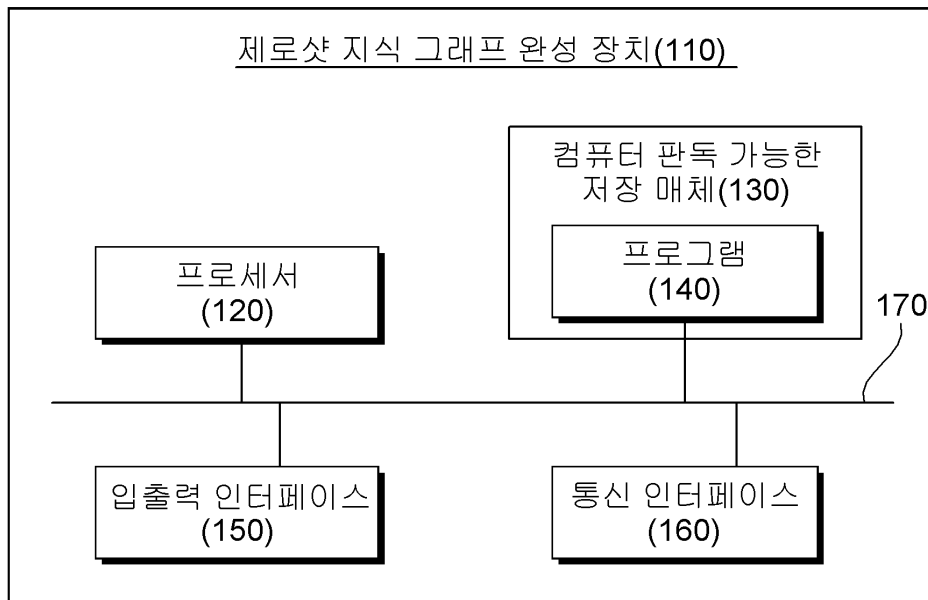 제로샷 지식 그래프 완성 장치(110)
컴퓨터 판독 가능한
저장 매체(130)
프로그램
(140)
프로세서
(120)
170
입출력 인터페이스
(150)
통신 인터페이스
(160)